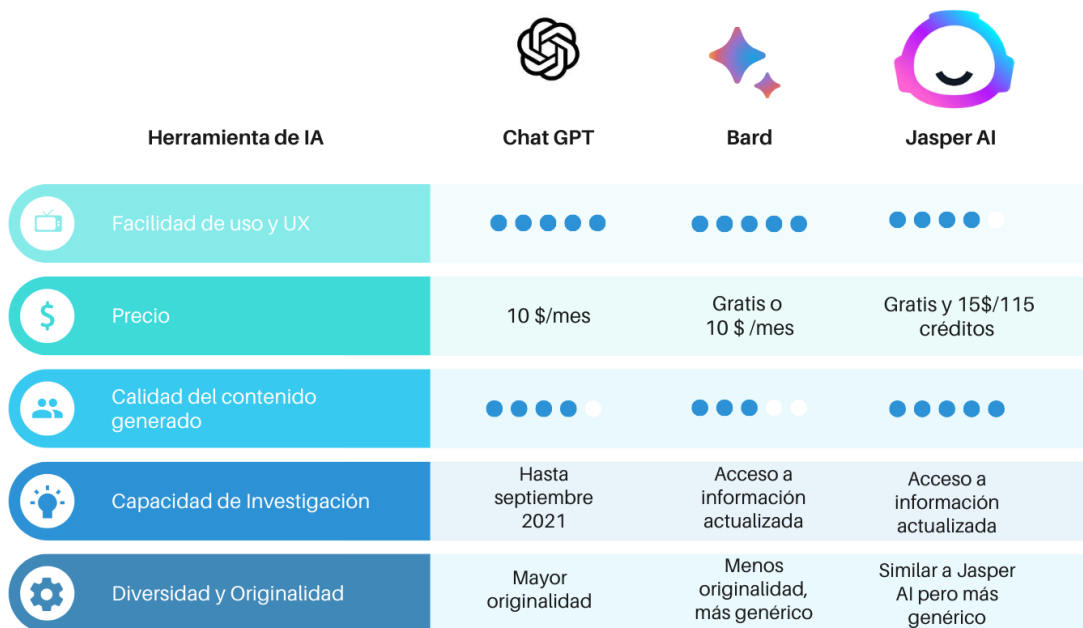 Herramienta de IA
Chat GPT
Bard
Jasper AI
Facilidad de uso y UX
Precio
10 $/mes
Gratis o
10 $ /mes
Gratis y 15$/115
créditos
Calidad del contenido
generado
Capacidad de Investigación
Hasta
septiembre
2021
Acceso a
información
actualizada
Acceso a
información
actualizada
Diversidad y Originalidad
Mayor
originalidad
Menos
originalidad,
más genérico
Similar a Jasper
AI pero más
genérico